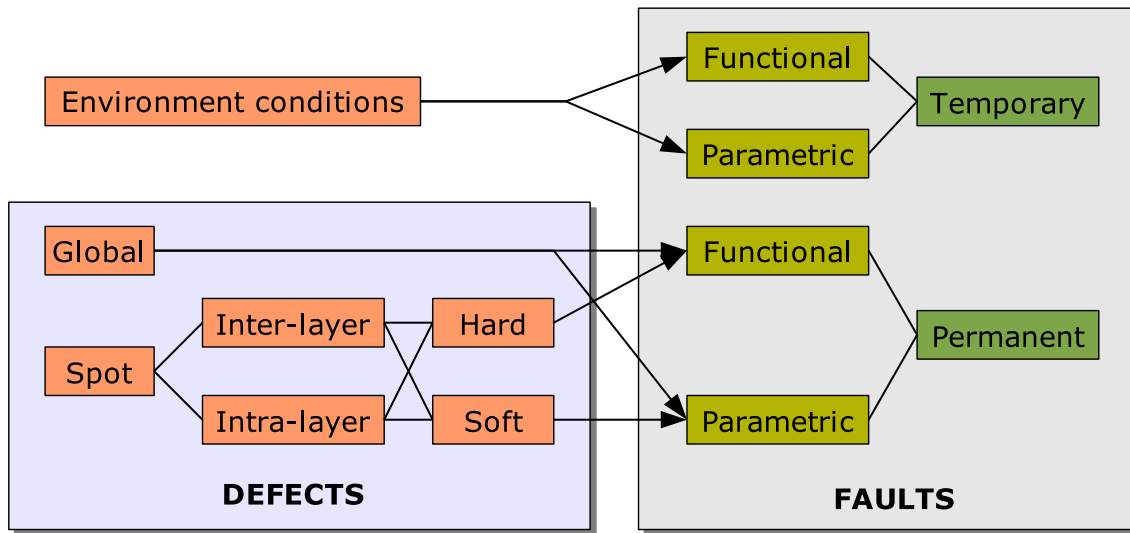 Functional
Environment conditions
Temporary
Parametric
Global
Functional
Inter-layer
Hard
Permanent
Spot
Intra-layer
Soft
Parametric
DEFECTS
FAULTS